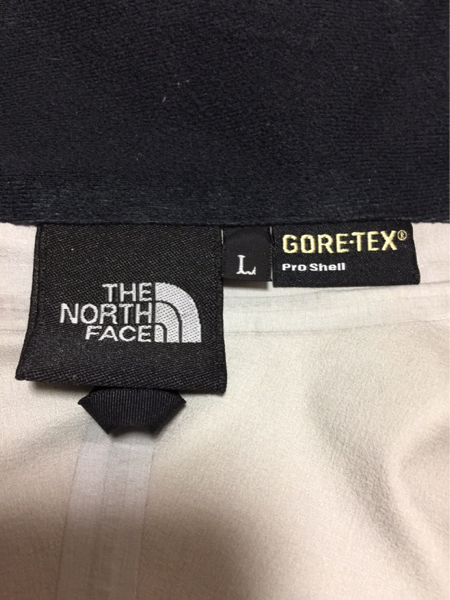 THE
NORTH
FACE
L
GORE-TEX®
Pro Shell